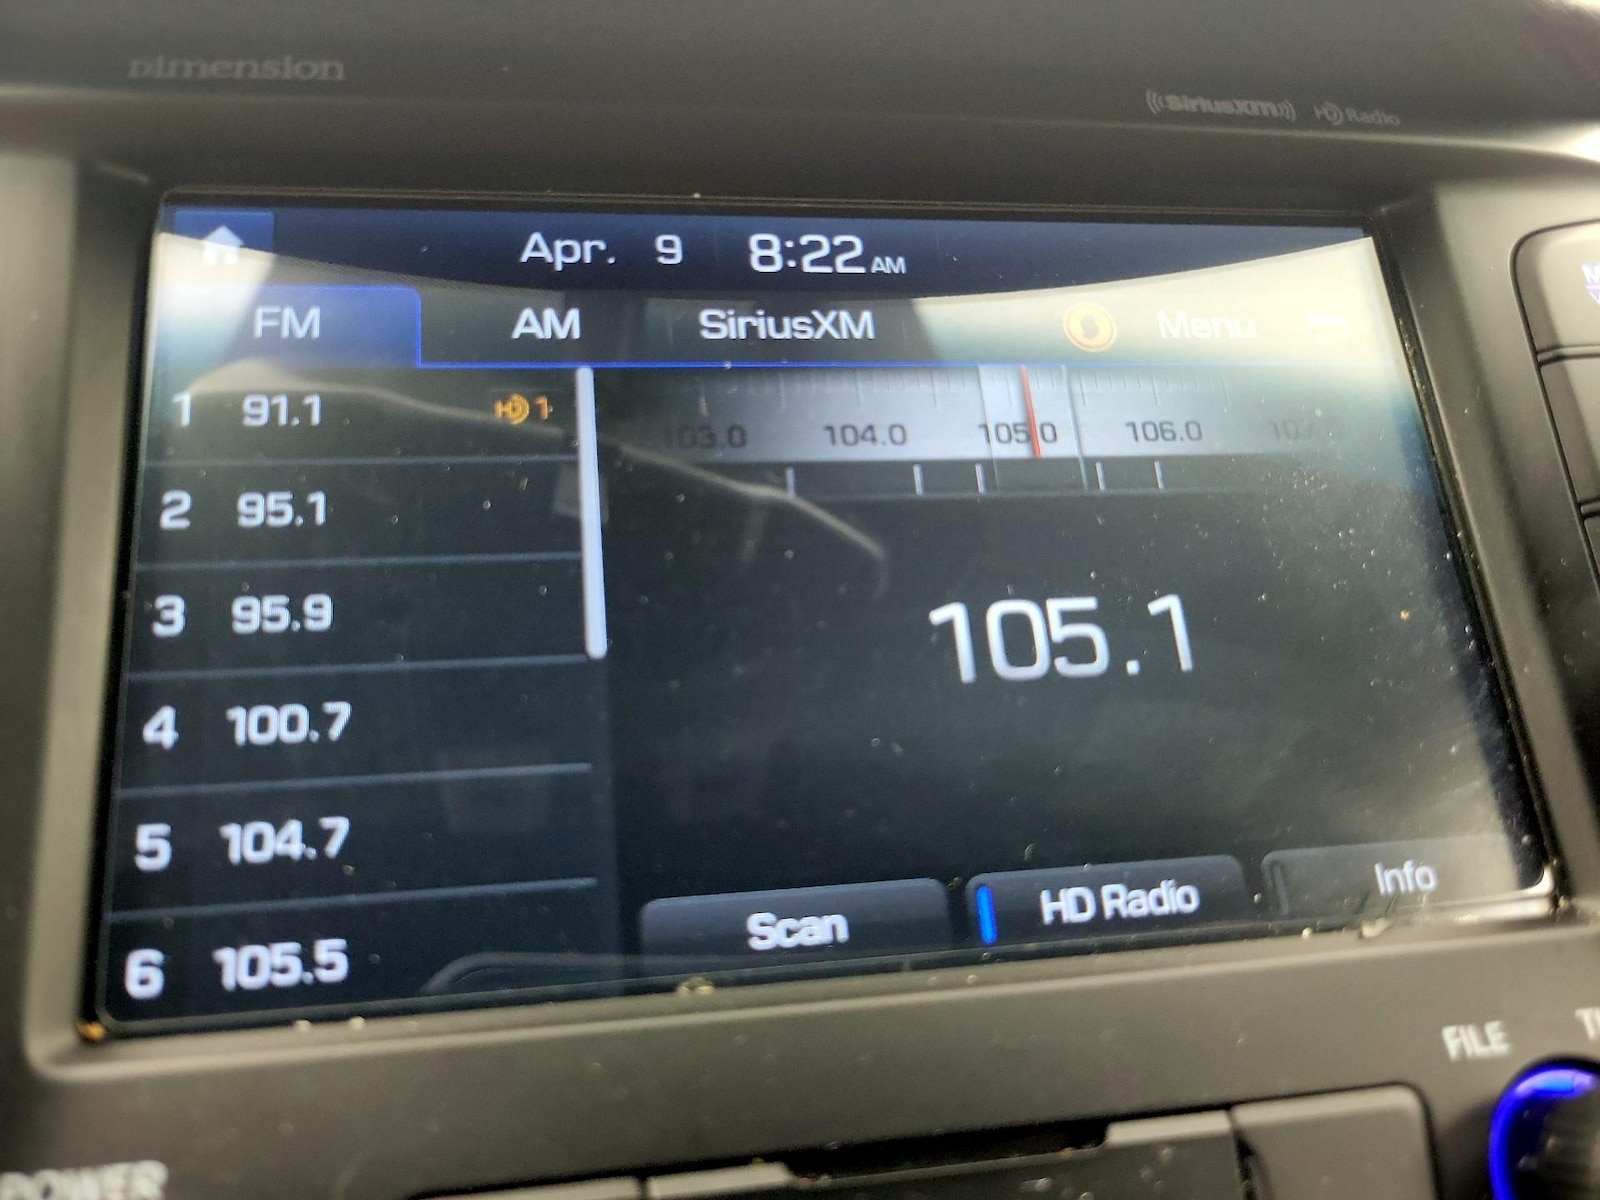 Dimension
SiriusXM HD Radio
Apr. 9 8:22 AM
FM AM SiriusXM Menu
1 91.1 HD 1
103.0 104.0 105.0 106.0
2 95.1
3 95.9
105.1
4 100.7
5 104.7
Scan HD Radio Info
6 105.5
FILE
POWER